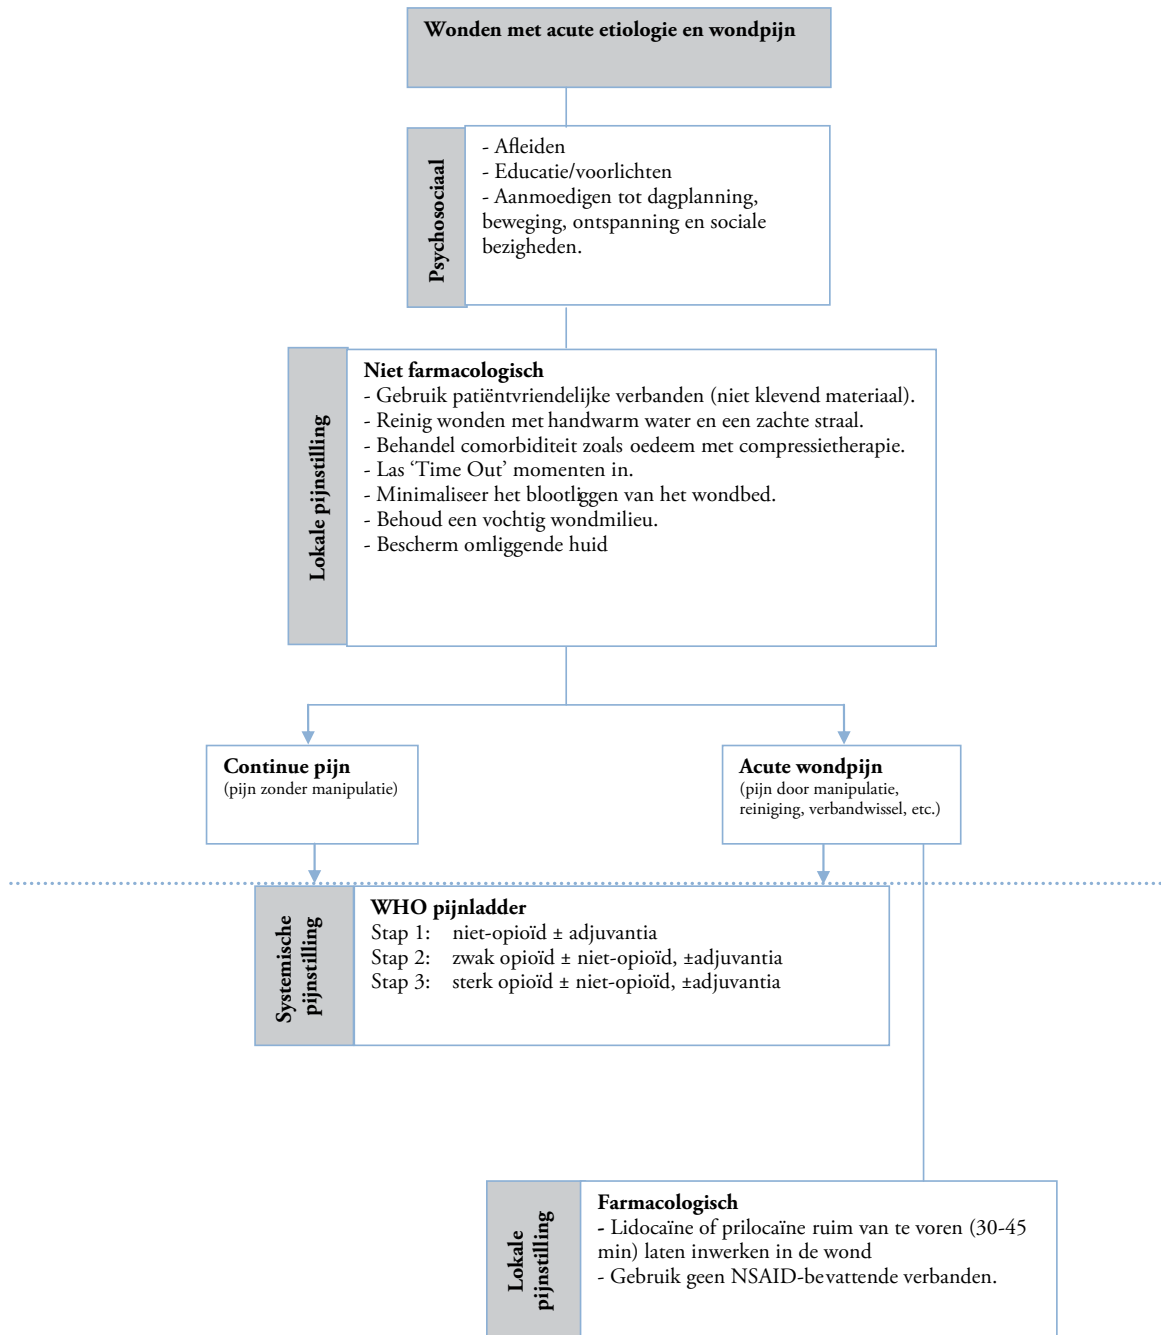 Wonden met acute etiologie en wondpijn
Psychosociaal
- Afleiden
- Educatie/voorlichten
- Aanmoedigen tot dagplanning,
beweging, ontspanning en sociale
bezigheden.
Lokale pijnstilling
Niet farmacologisch
- Gebruik patiëntvriendelijke verbanden (niet klevend materiaal).
- Reinig wonden met handwarm water en een zachte straal.
- Behandel comorbiditeit zoals oedeem met compressietherapie.
- Las ‘Time Out’ momenten in.
- Minimaliseer het blootliggen van het wondbed.
- Behoud een vochtig wondmilieu.
- Bescherm omliggende huid
Continue pijn
(pijn zonder manipulatie)
Acute wondpijn
(pijn door manipulatie,
reiniging, verbandwissel, etc.)
Systemische
pijnstilling
WHO pijnladder
Stap 1: niet-opioïd ± adjuvantia
Stap 2: zwak opioïd ± niet-opioïd, ±adjuvantia
Stap 3: sterk opioïd ± niet-opioïd, ±adjuvantia
Lokale
pijnstilling
Farmacologisch
- Lidocaïne of prilocaïne ruim van te voren (30-45
min) laten inwerken in de wond
- Gebruik geen NSAID-bevattende verbanden.